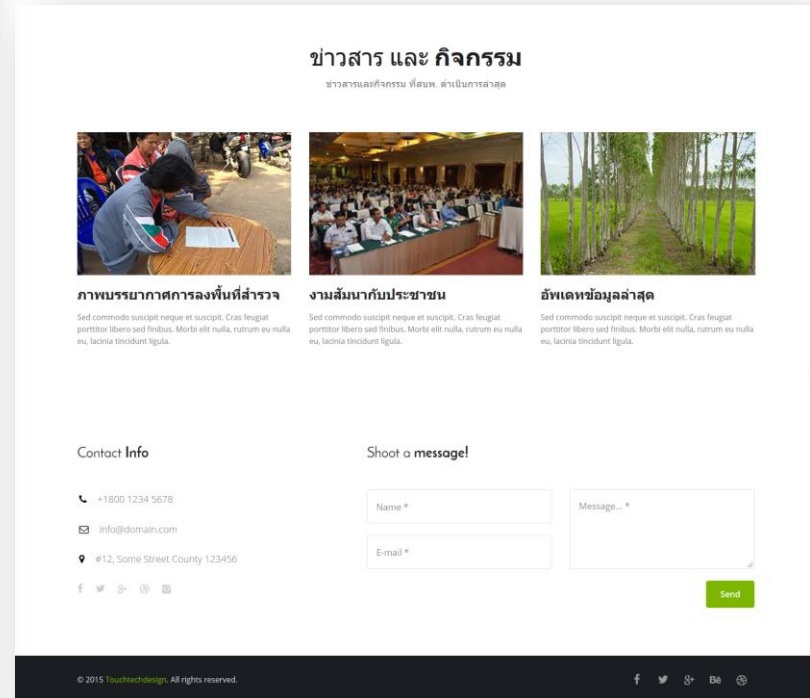 ข่าวสาร และ กิจกรรม
ข่าวสารและกิจกรรม ที่สนพ. ดำเนินการล่าสุด
ภาพบรรยากาศการลงพื้นที่สำรวจ
Sed commodo suscipit neque et suscipit. Cras feugiat
porttitor libero sed finibus. Morbi elit nulla, rutrum eu nulla
eu, lacinia tincidunt ligula.
งามสัมนากับประชาชน
Sed commodo suscipit neque et suscipit. Cras feugiat
porttitor libero sed finibus. Morbi elit nulla, rutrum eu nulla
eu, lacinia tincidunt ligula.
อัพเดทข้อมูลล่าสุด
Sed commodo suscipit neque et suscipit. Cras feugiat
porttitor libero sed finibus. Morbi elit nulla, rutrum eu nulla
eu, lacinia tincidunt ligula.
Contact Info
+1800 1234 5678
info@domain.com
#12, Some Street County 123456
Shoot a message!
Name *
E-mail *
Message... *
Send
© 2015 Touchtechdesign. All rights reserved.